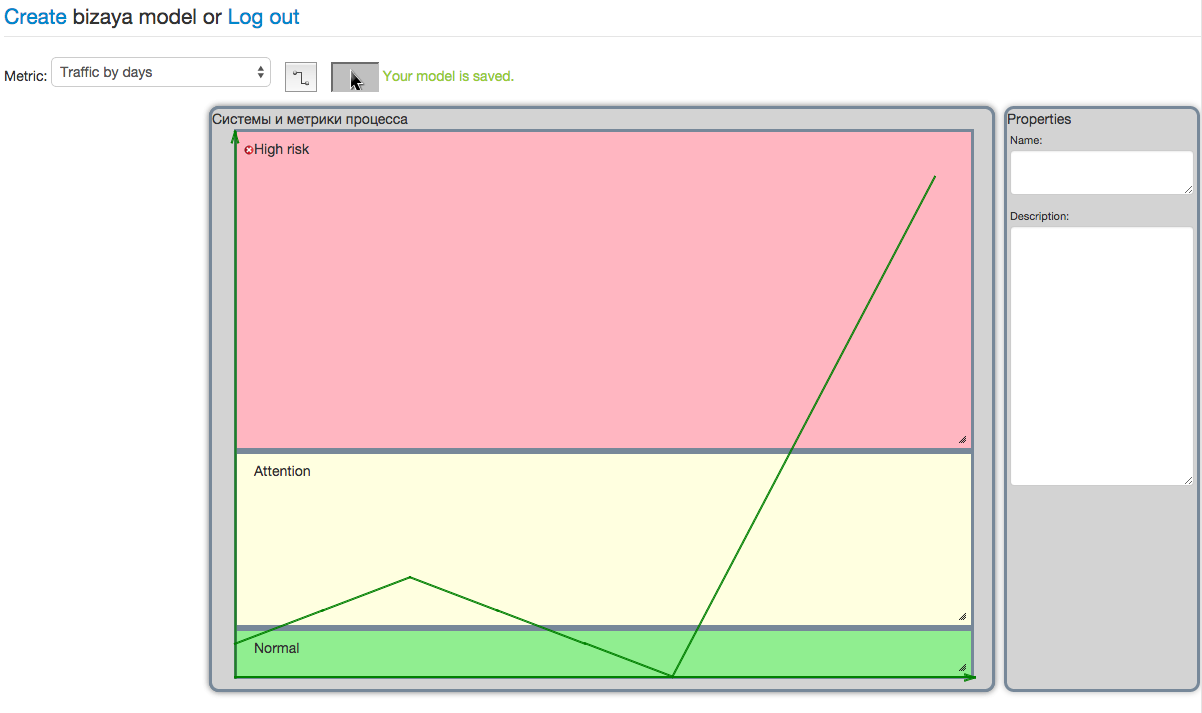 Create bizaya model or Log out
Metric: Traffic by days Your model is saved.
Системы и метрики процесса
High risk
Attention
Normal
Properties
Name:
Description: